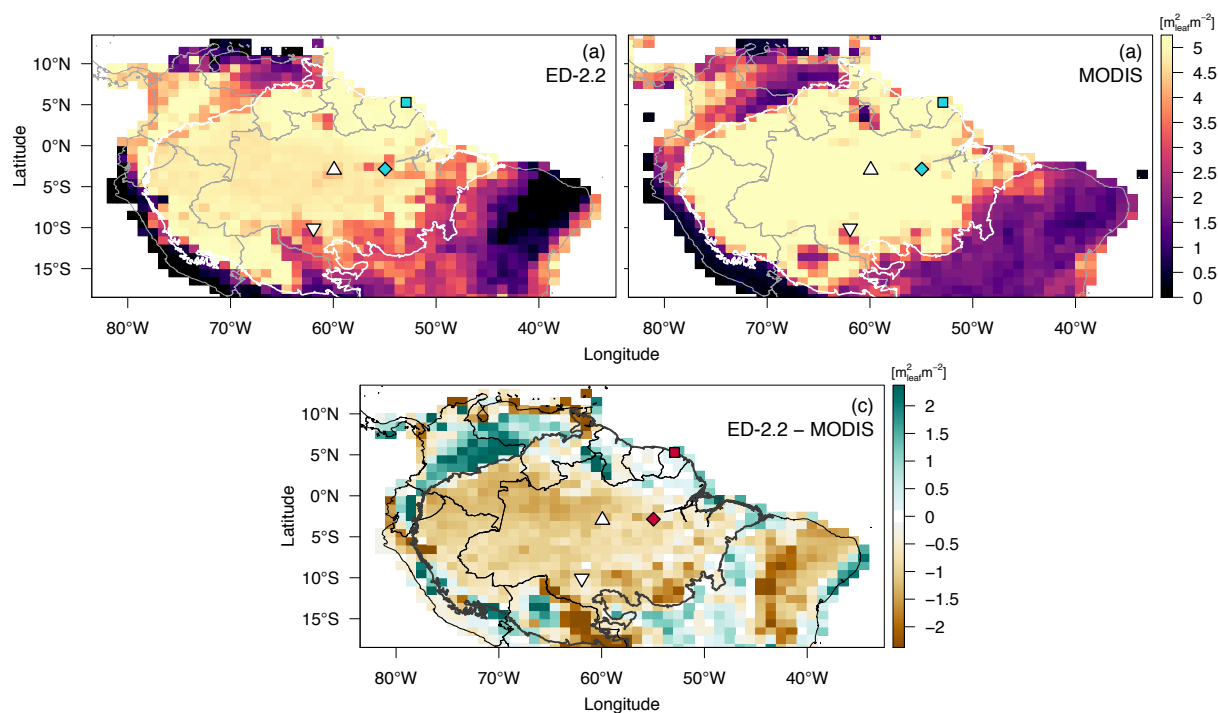 [m²leaf m⁻²]
(a)
ED-2.2
(a)
MODIS
10°N
5°N
0°N
5°S
10°S
15°S
Latitude
80°W 70°W 60°W 50°W 40°W
80°W 70°W 60°W 50°W 40°W
Longitude
5
4.5
4
3.5
3
2.5
2
1.5
1
0.5
0
[m²leaf m⁻²]
(c)
ED-2.2 − MODIS
10°N
5°N
0°N
5°S
10°S
15°S
Latitude
80°W 70°W 60°W 50°W 40°W
Longitude
2
1.5
1
0.5
0
−0.5
−1
−1.5
−2